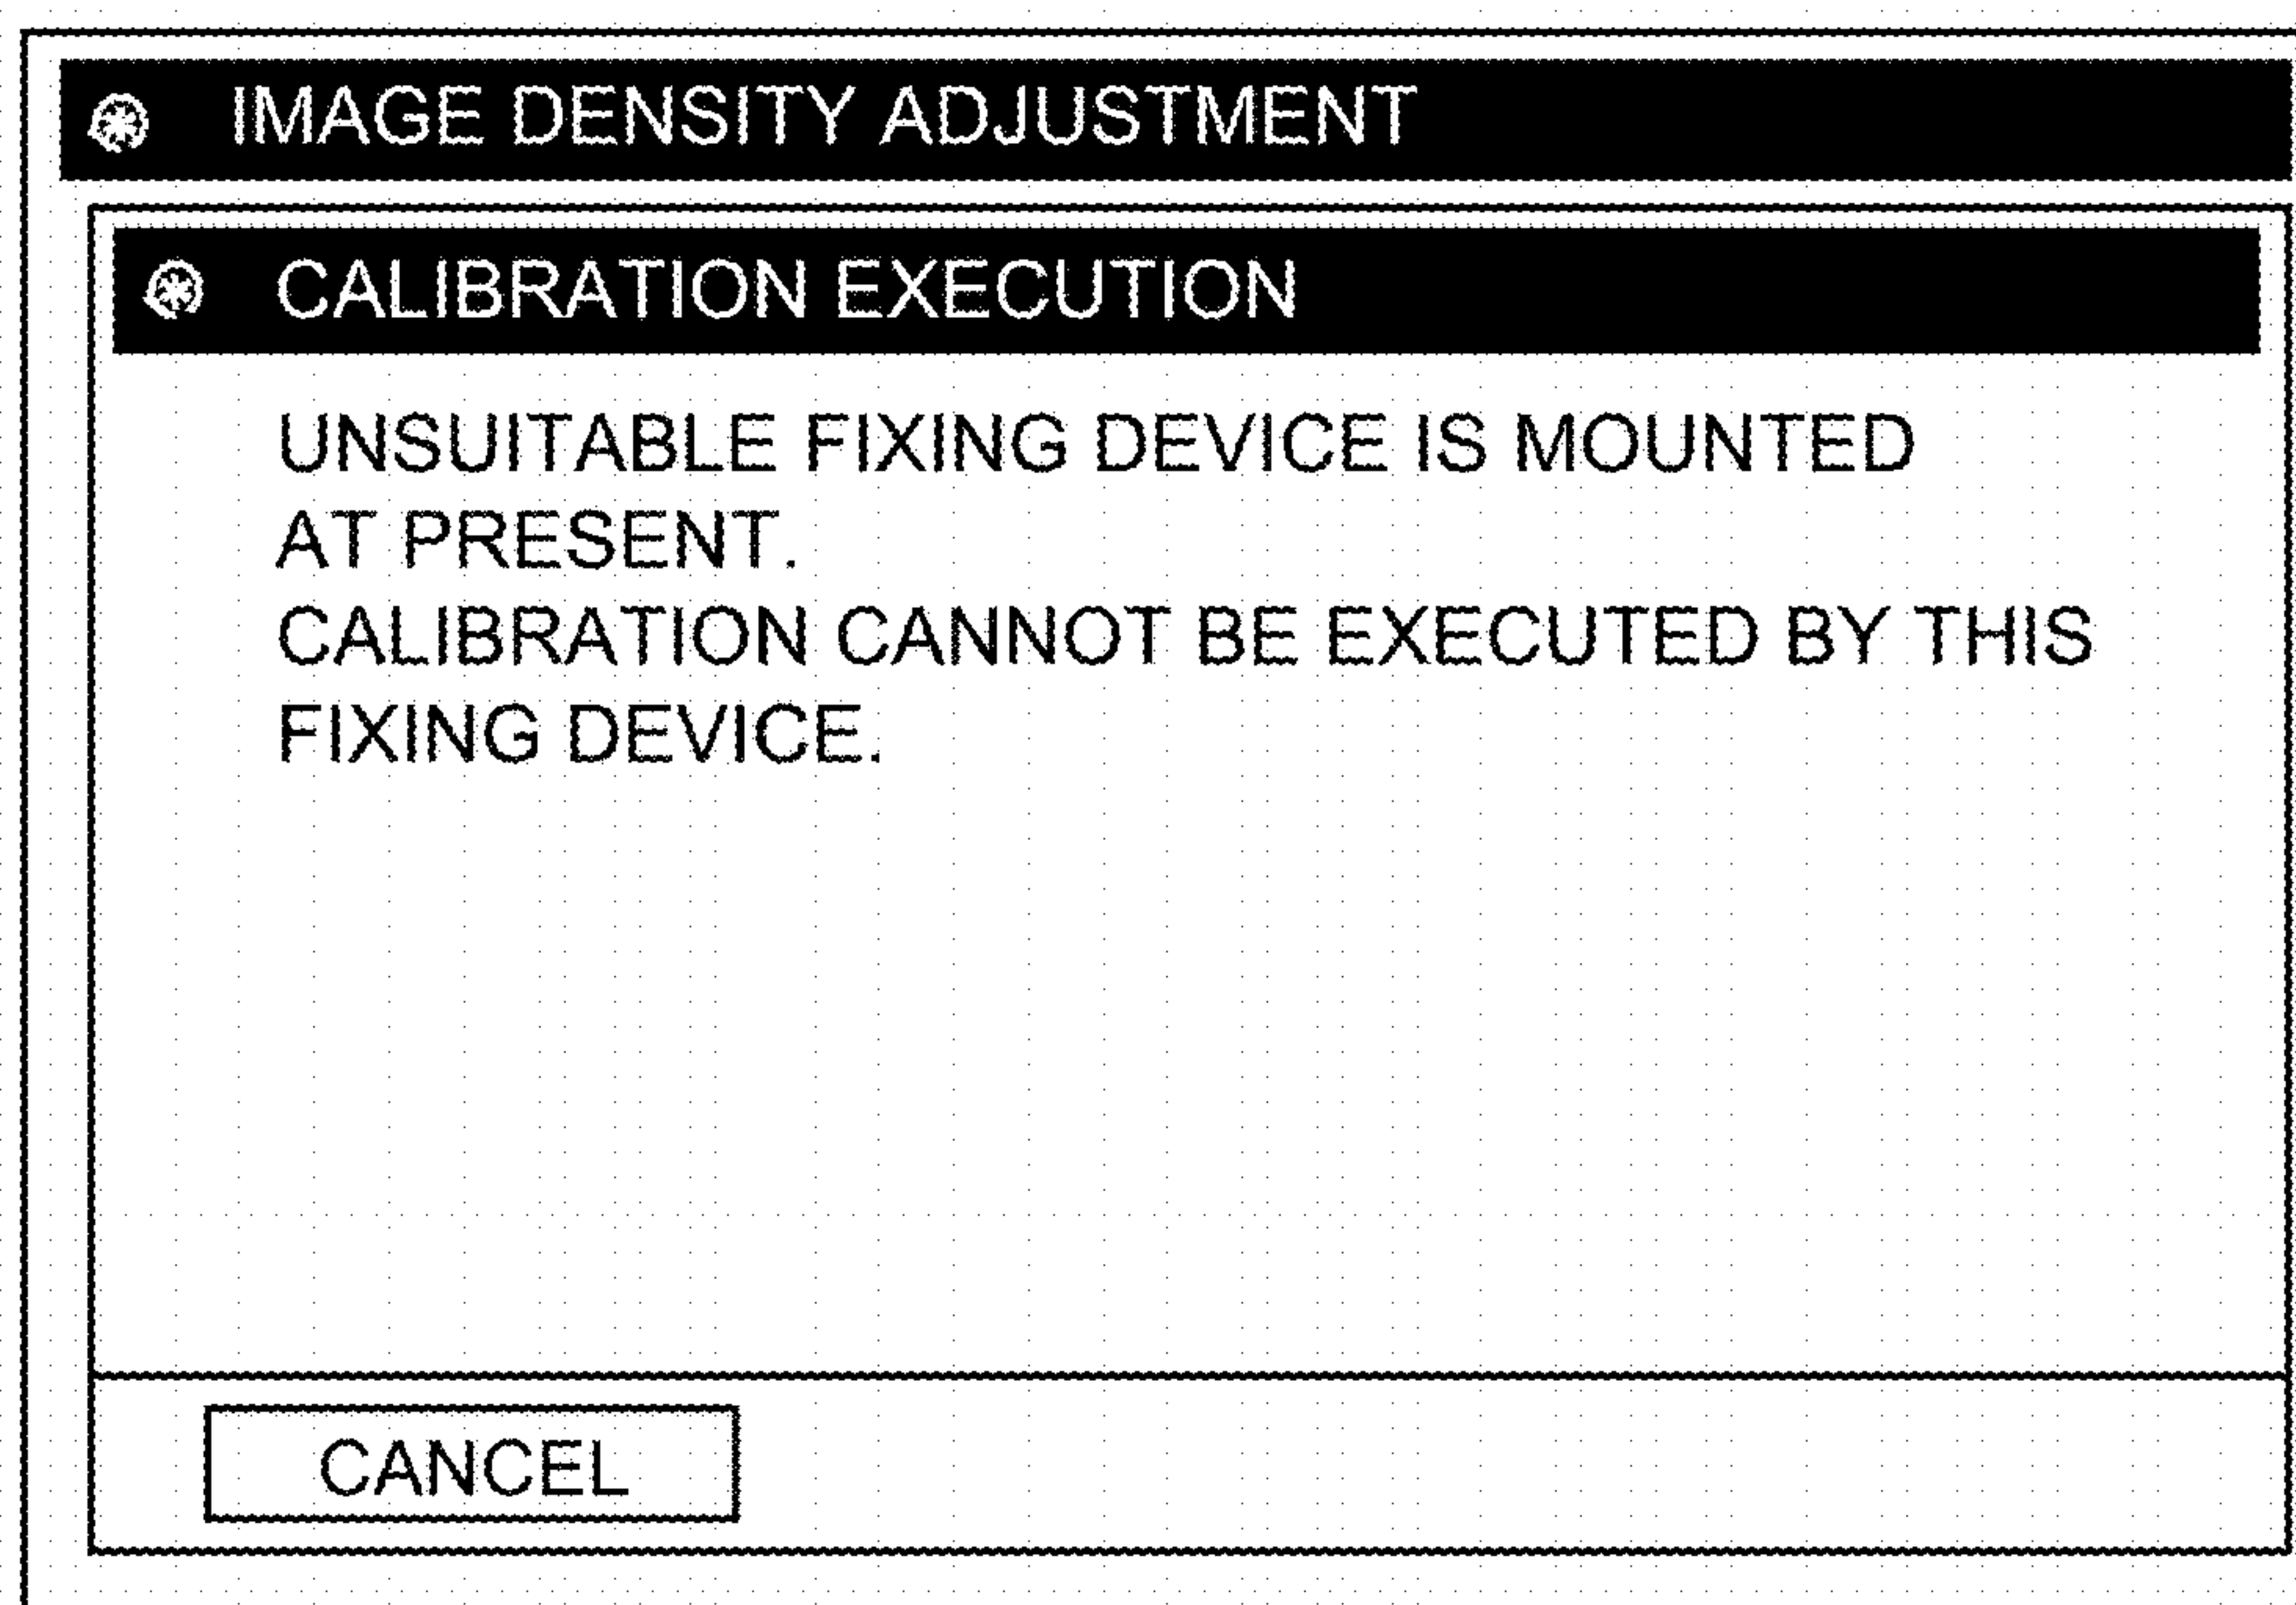 IMAGE DENSITY ADJUSTMENT
CALIBRATION EXECUTION
UNSUITABLE FIXING DEVICE IS MOUNTED
AT PRESENT.
CALIBRATION CANNOT BE EXECUTED BY THIS
FIXING DEVICE.
CANCEL